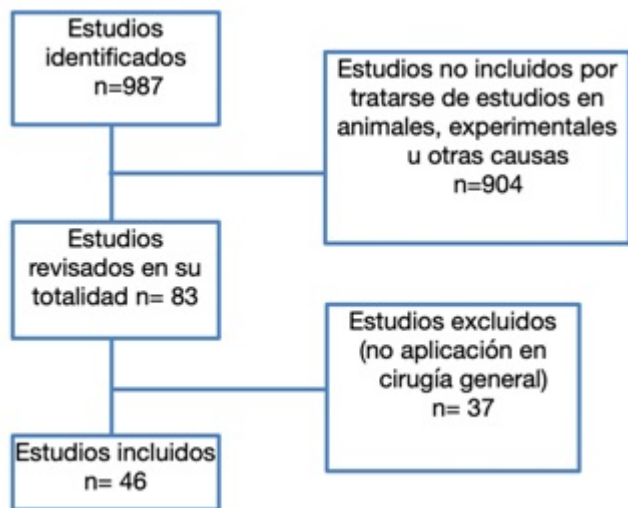 Estudios
identificados
n=987
Estudios no incluidos por
tratarse de estudios en
animales, experimentales
u otras causas
n=904
Estudios
revisados en su
totalidad n= 83
Estudios excluidos
(no aplicación en
cirugía general)
n= 37
Estudios incluidos
n= 46